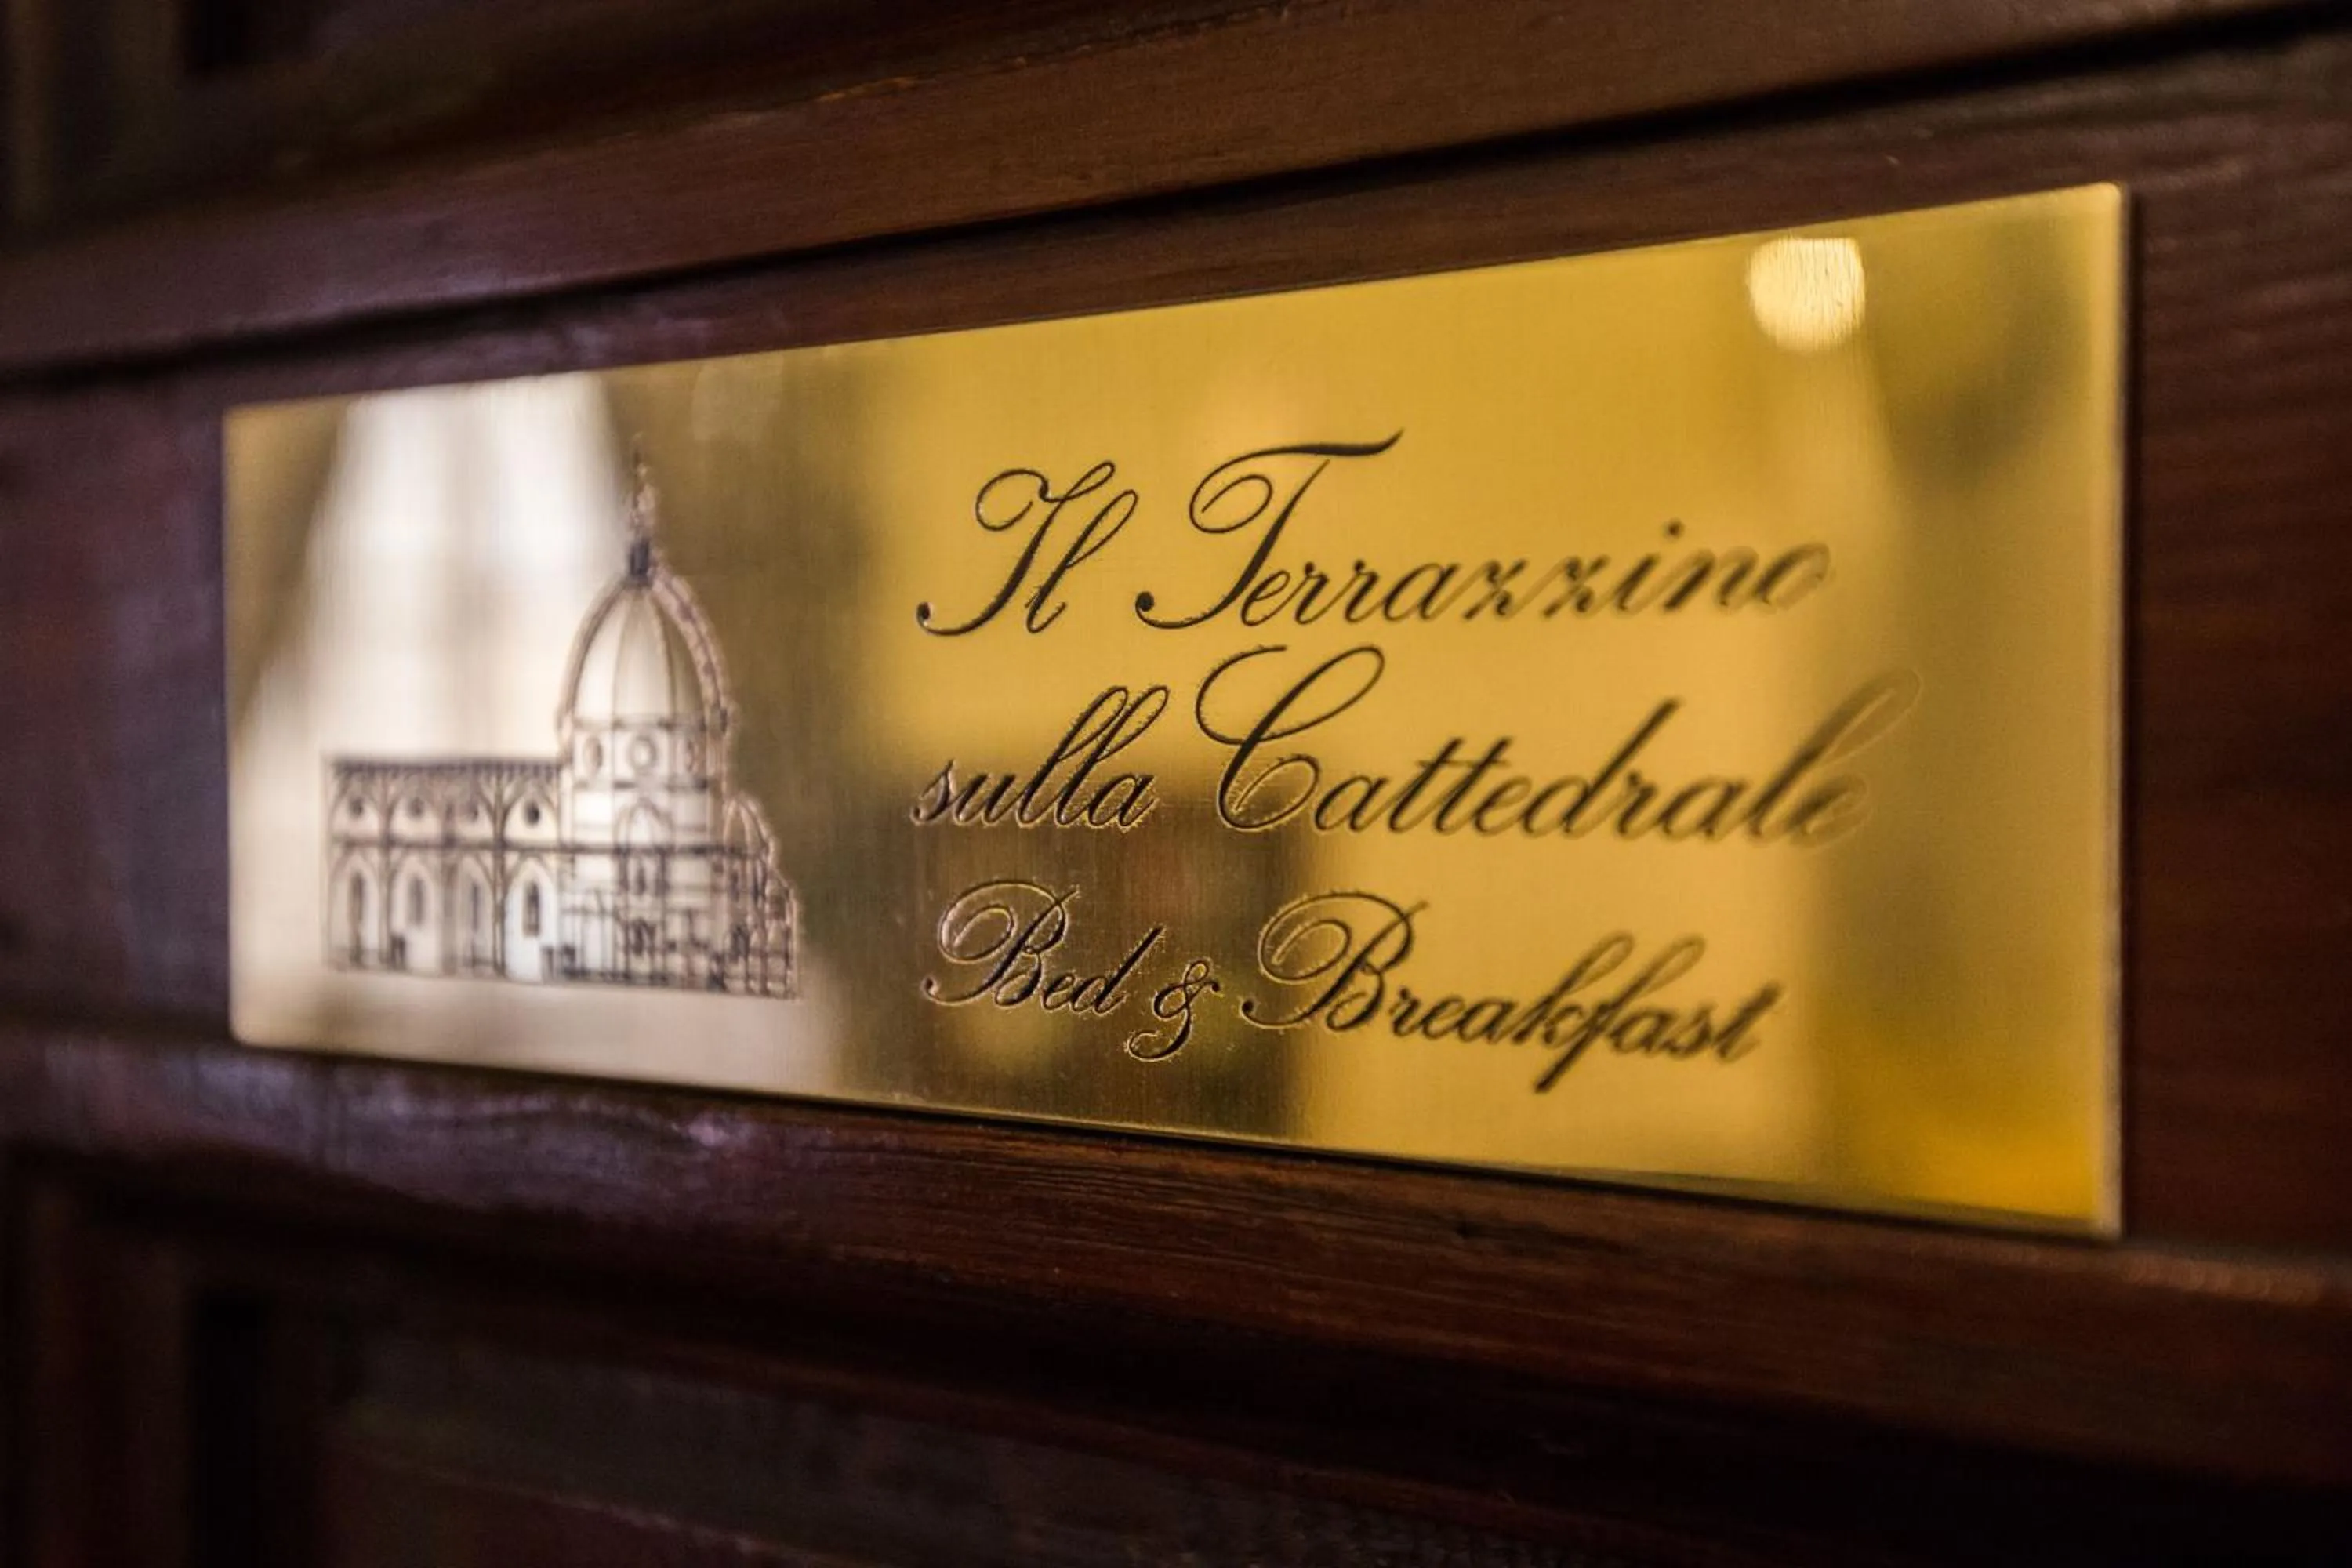 Il Terrazzino
sulla Cattedrale
Bed & Breakfast